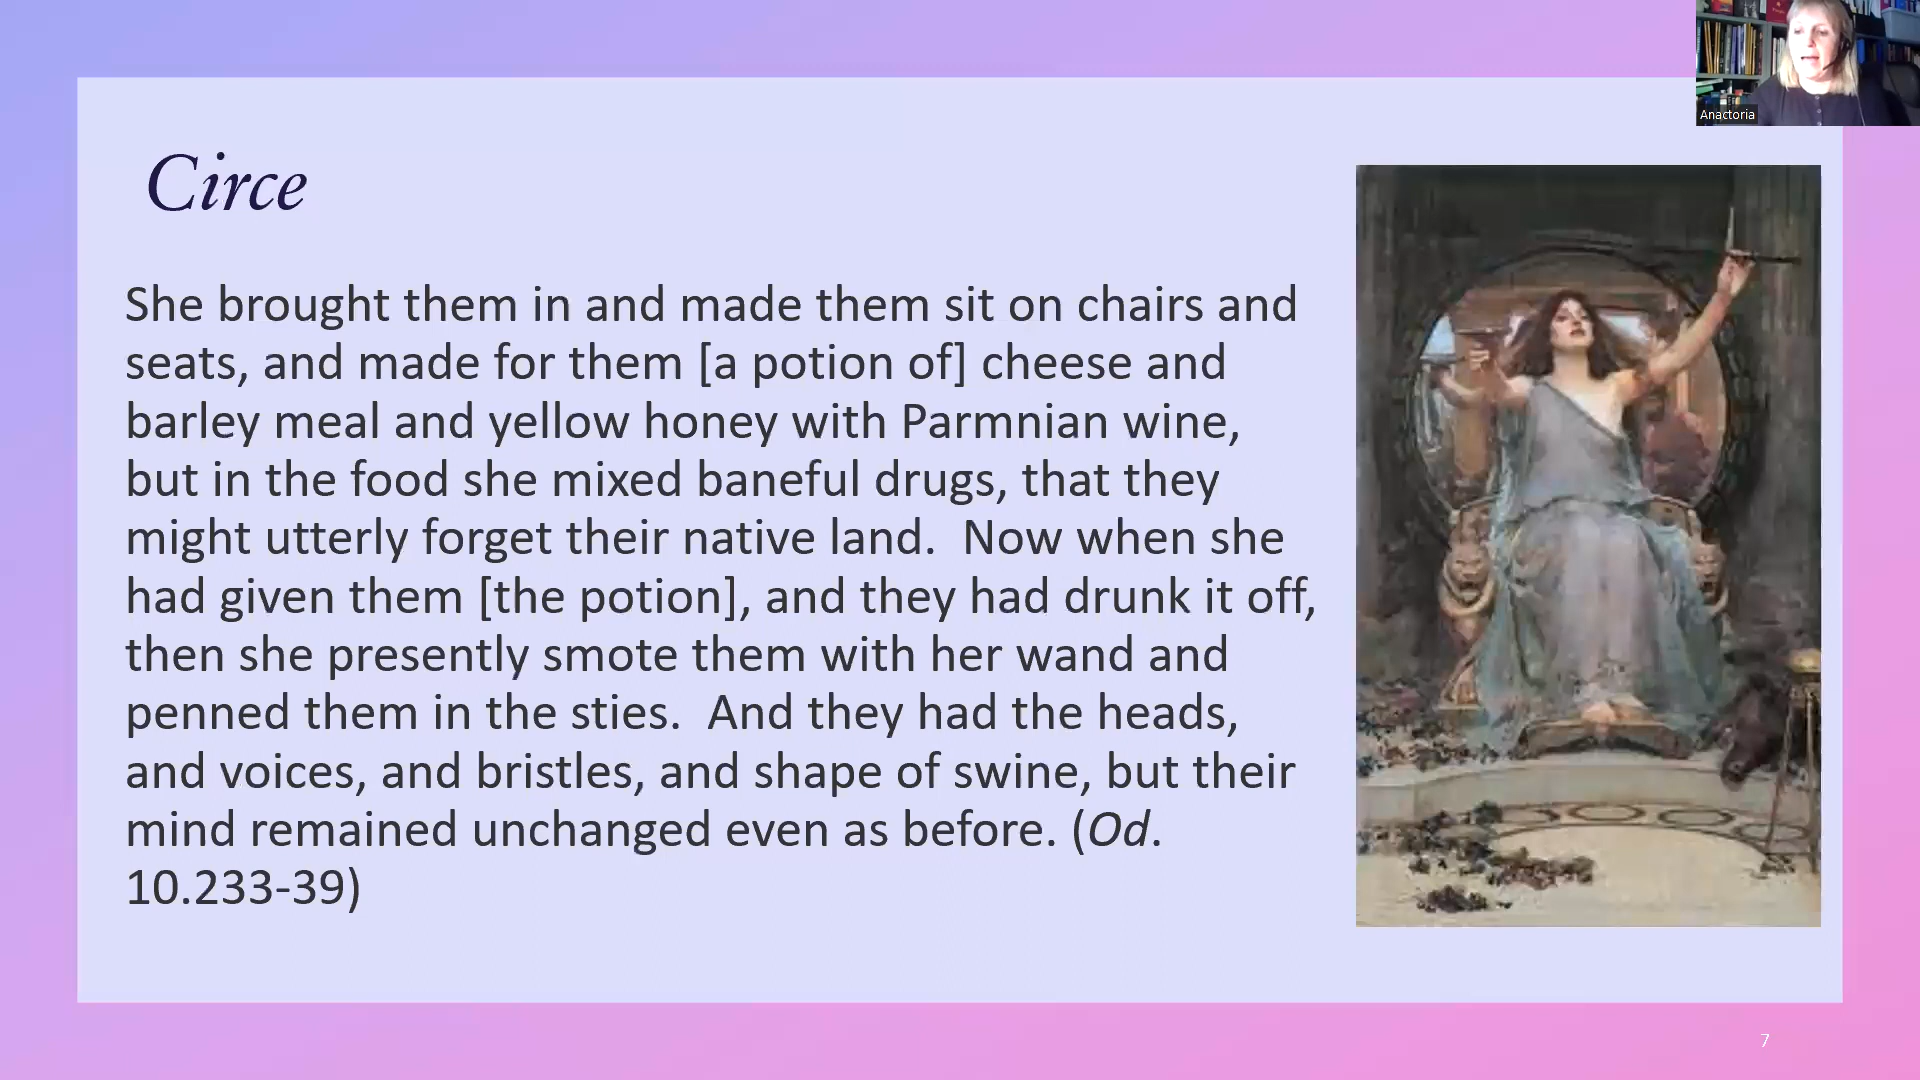 Anactoria
Circe
She brought them in and made them sit on chairs and
seats, and made for them [a potion of] cheese and
barley meal and yellow honey with Parmnian wine,
but in the food she mixed baneful drugs, that they
might utterly forget their native land.  Now when she
had given them [the potion], and they had drunk it off,
then she presently smote them with her wand and
penned them in the sties.  And they had the heads,
and voices, and bristles, and shape of swine, but their
mind remained unchanged even as before. (Od.
10.233-39)
7